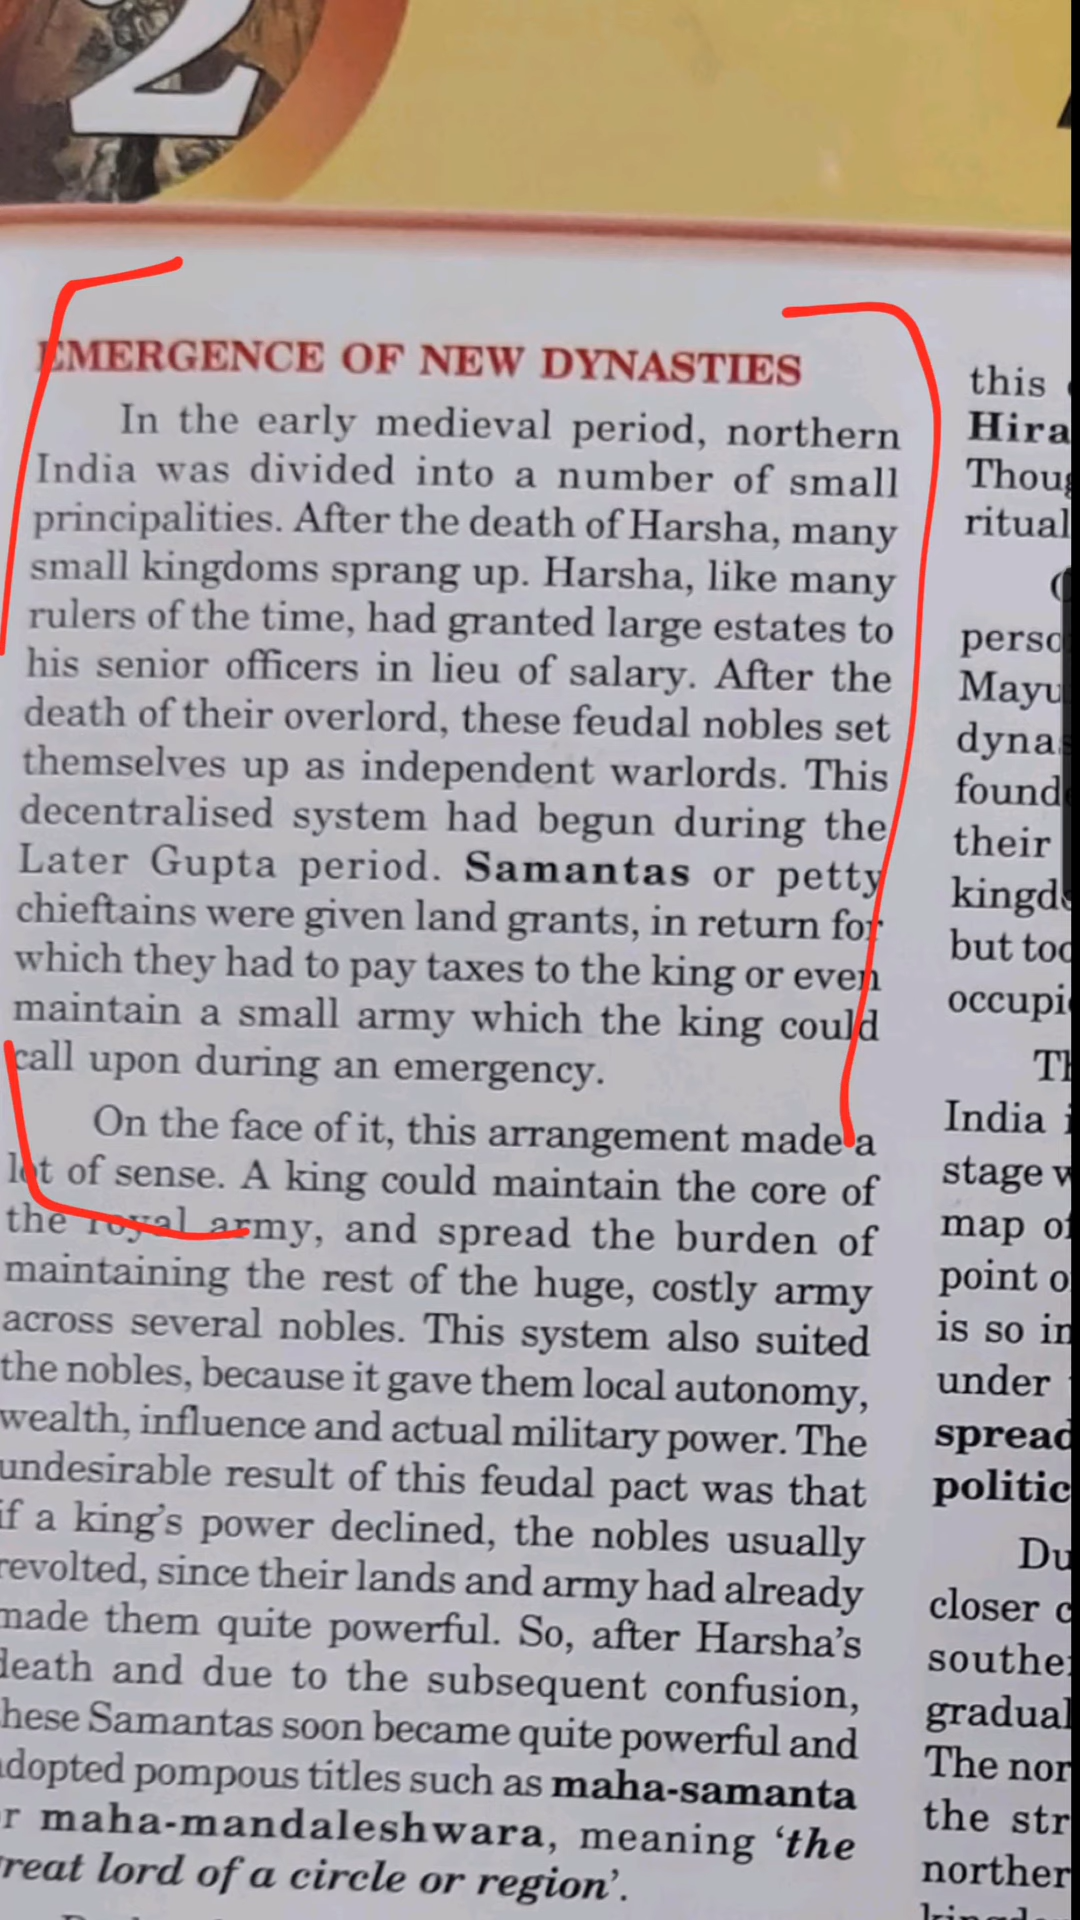 2
EMERGENCE OF NEW DYNASTIES
In the early medieval period, northern
India was divided into a number of small
principalities. After the death of Harsha, many
small kingdoms sprang up. Harsha, like many
rulers of the time, had granted large estates to
his senior officers in lieu of salary. After the
death of their overlord, these feudal nobles set
themselves up as independent warlords. This
decentralised system had begun during the
Later Gupta period. Samantas or petty
chieftains were given land grants, in return for
which they had to pay taxes to the king or even
maintain a small army which the king could
call upon during an emergency.
On the face of it, this arrangement made a
lot of sense. A king could maintain the core of
the royal army, and spread the burden of
maintaining the rest of the huge, costly army
across several nobles. This system also suited
the nobles, because it gave them local autonomy,
wealth, influence and actual military power. The
undesirable result of this feudal pact was that
if a king's power declined, the nobles usually
revolted, since their lands and army had already
made them quite powerful. So, after Harsha's
death and due to the subsequent confusion,
these Samantas soon became quite powerful and
adopted pompous titles such as maha-samanta
or maha-mandaleshwara, meaning 'the
great lord of a circle or region'.
this
Hira
Thoug
ritual
perso
Mayu
dynas
found
their
kingd
but too
occupi
Th
India
stage w
map of
point o
is so in
under
spread
politic
Du
closer c
souther
gradual
The nor
the str
norther